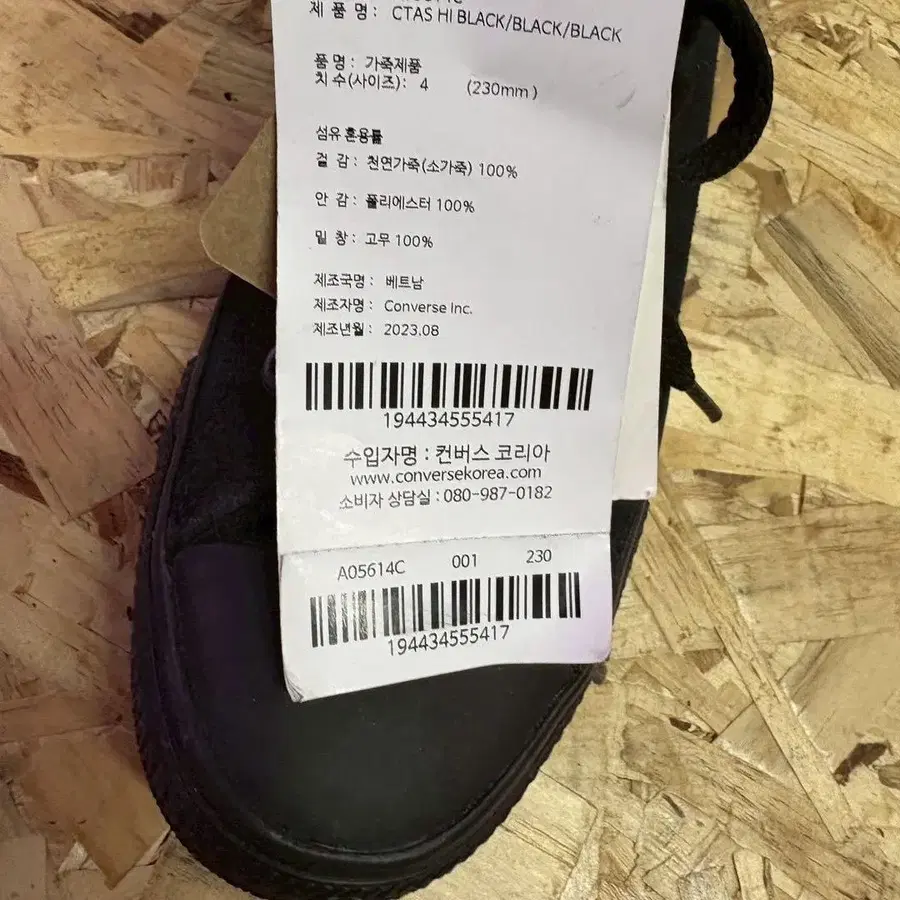 제 품 명 : CTAS HI BLACK/BLACK/BLACK
품 명 : 가죽제품
치 수(사이즈) : 4 (230mm)
섬유 혼용률
겉 감 : 천연가죽(소가죽) 100%
안 감 : 폴리에스터 100%
밑 창 : 고무 100%
제조국명 : 베트남
제조자명 : Converse Inc.
제조년월 : 2023.08
194434555417
수입자명 : 컨버스 코리아
www.conversekorea.com
소비자 상담실 : 080-987-0182
A05614C 001 230
194434555417